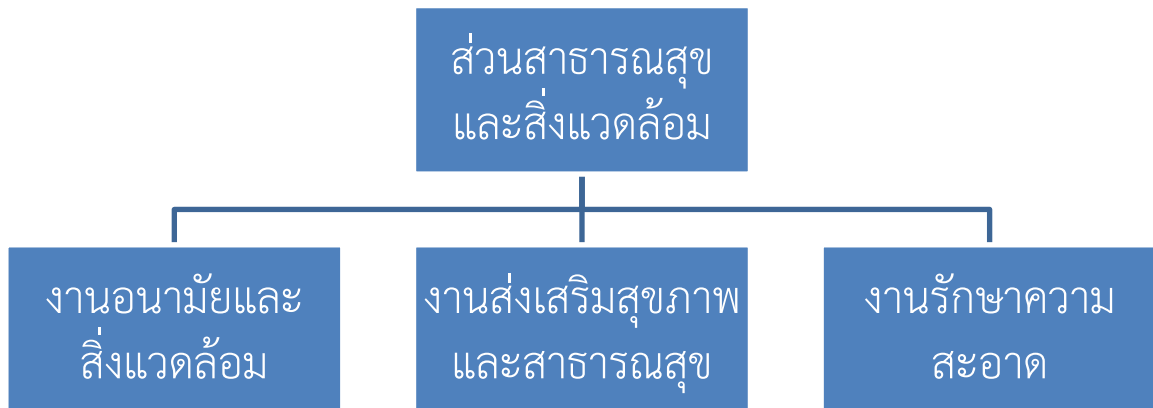 ส่วนสาธารณสุข
และสิ่งแวดล้อม
งานอนามัยและ
สิ่งแวดล้อม
งานส่งเสริมสุขภาพ
และสาธารณสุข
งานรักษาความ
สะอาด